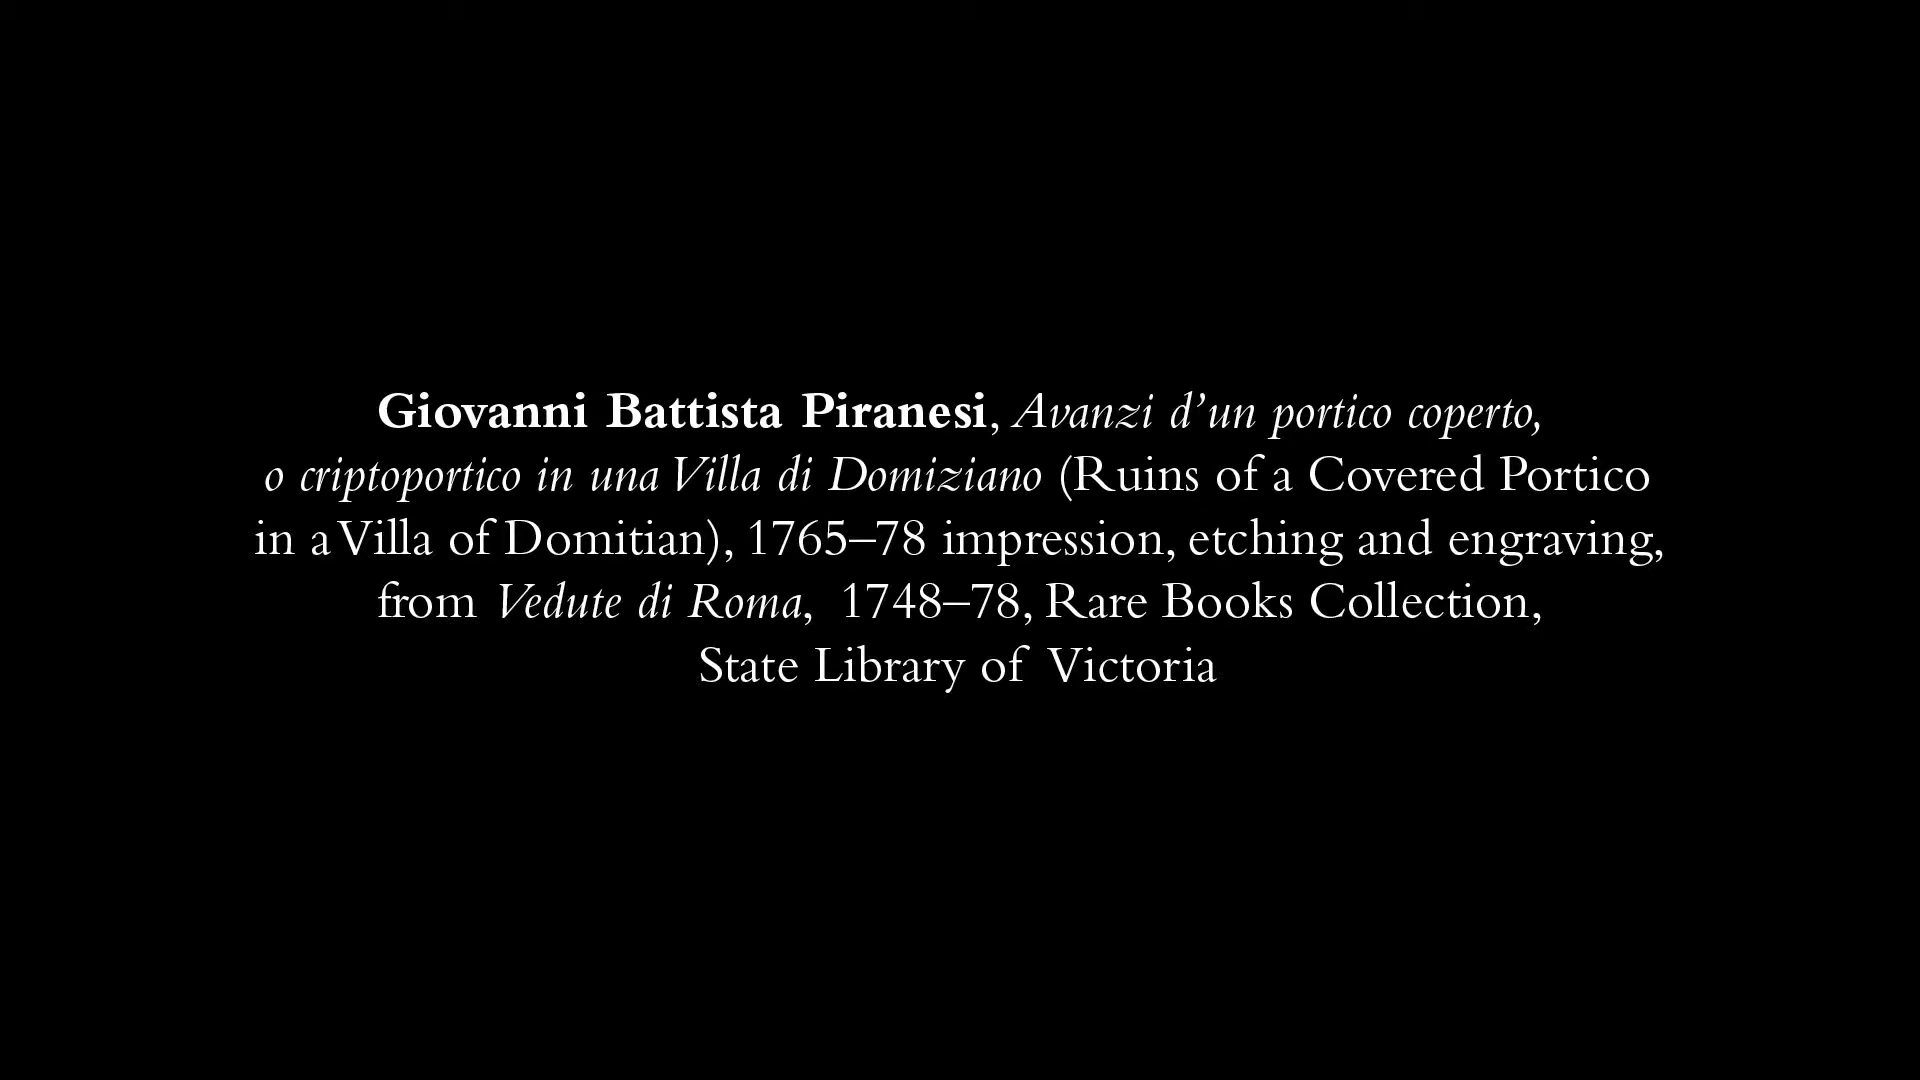 Giovanni Battista Piranesi, Avanzi d’un portico coperto,
o criptoportico in una Villa di Domiziano (Ruins of a Covered Portico
in a Villa of Domitian), 1765–78 impression, etching and engraving,
from Vedute di Roma, 1748–78, Rare Books Collection,
State Library of Victoria